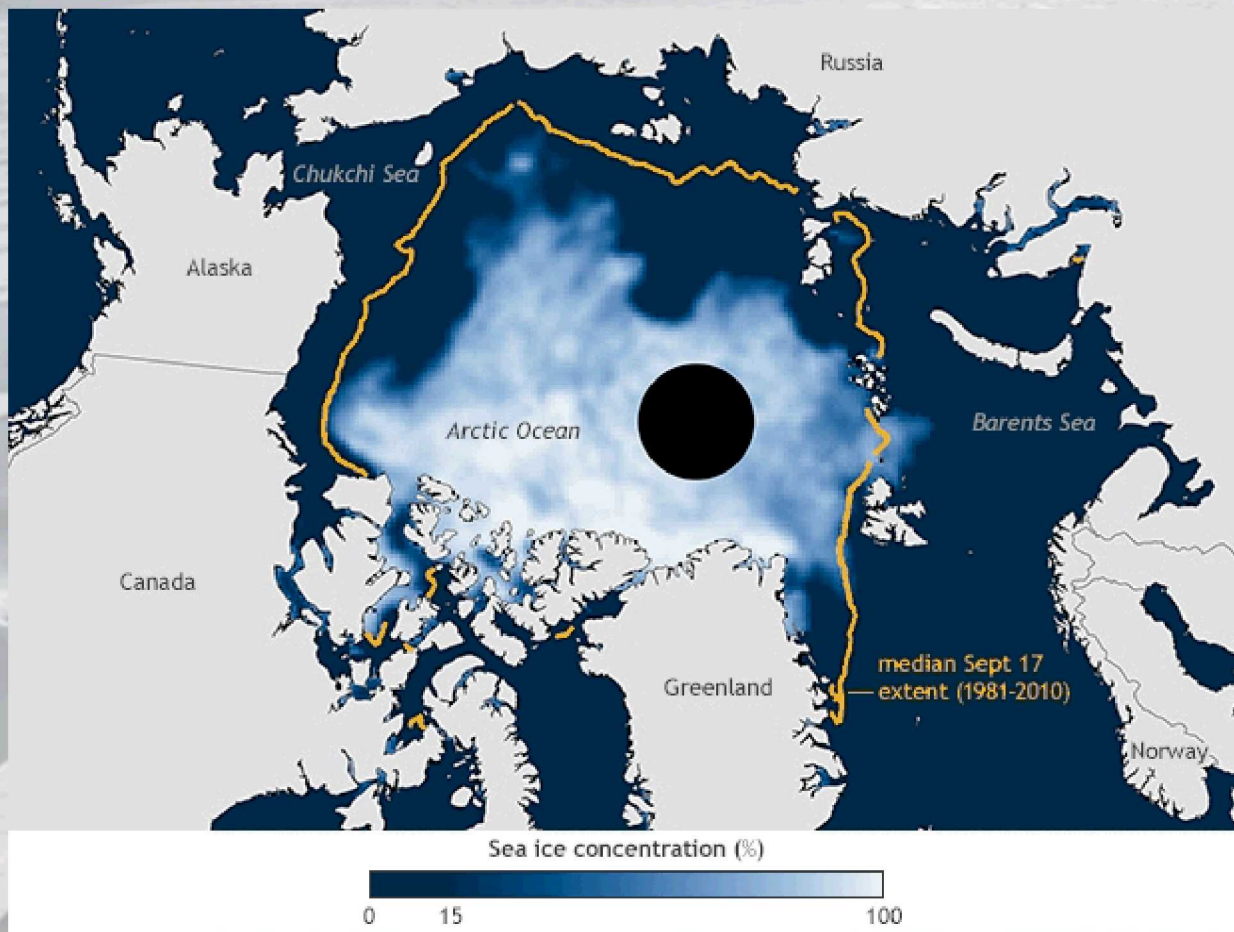 Russia
Chukchi Sea
Alaska
Arctic Ocean
Barents Sea
Canada
median Sept 17
extent (1981-2010)
Greenland
Norway
Sea ice concentration (%)
0 15 100